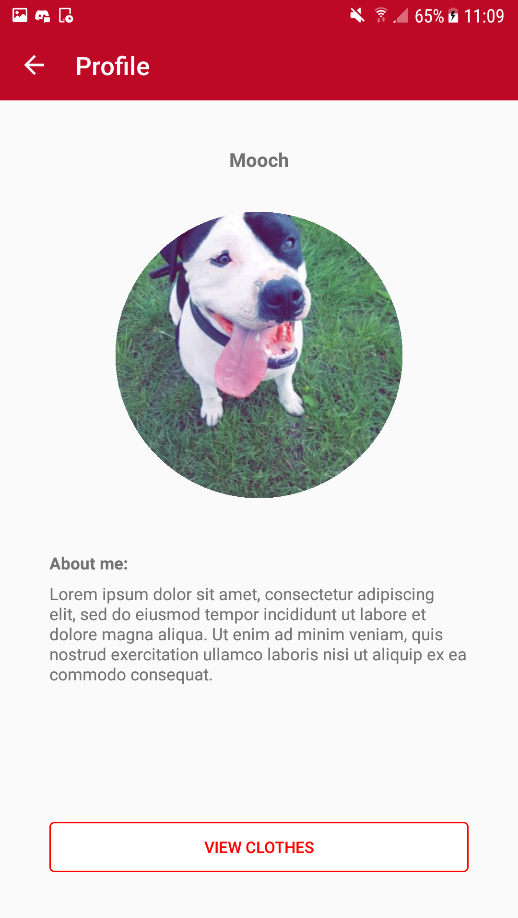 65% 11:09
Profile
Mooch
About me:
Lorem ipsum dolor sit amet, consectetur adipiscing
elit, sed do eiusmod tempor incididunt ut labore et
dolore magna aliqua. Ut enim ad minim veniam, quis
nostrud exercitation ullamco laboris nisi ut aliquip ex ea
commodo consequat.
VIEW CLOTHES